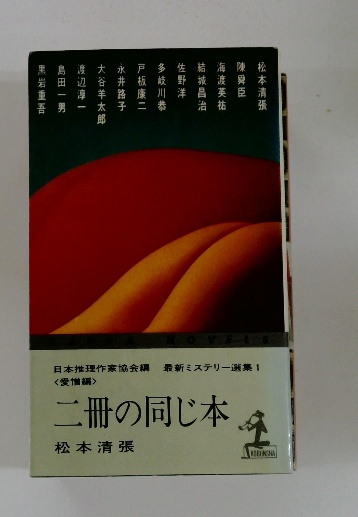 松本清張
陳舜臣
海渡英祐
結城昌治
佐野洋
多岐川恭
戸板康二
永井路子
大谷羊太郎
渡辺淳一
島田一男
黒岩重吾
KAPPA NOVELS
日本推理作家協会編 最新ミステリー選集1
〈愛憎編〉
二冊の同じ本
松本清張
KOBUNSHA